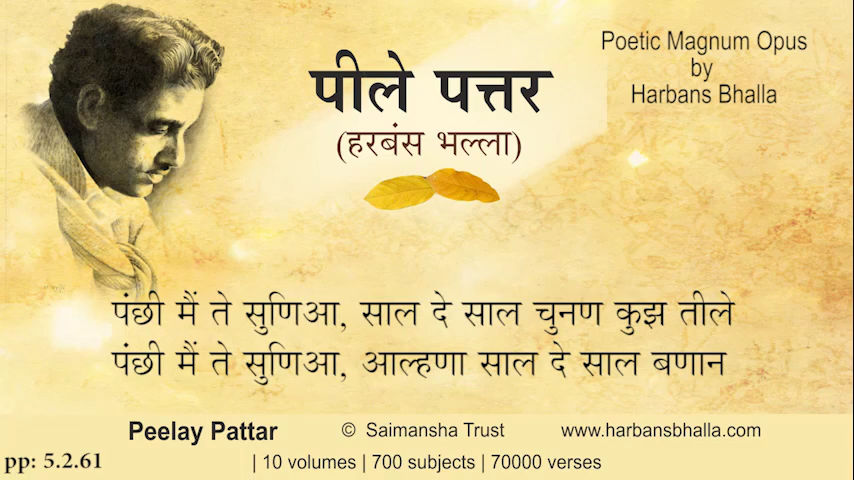 Poetic Magnum Opus
by
Harbans Bhalla
पीले पत्तर
(हरबंस भल्ला)
पंछी मैं ते सुणिआ, साल दे साल चुनण कुझ तीले
पंछी मैं ते सुणिआ, आल्हणा साल दे साल बणान
Peelay Pattar © Saimansha Trust www.harbansbhalla.com
pp: 5.2.61 | 10 volumes | 700 subjects | 70000 verses